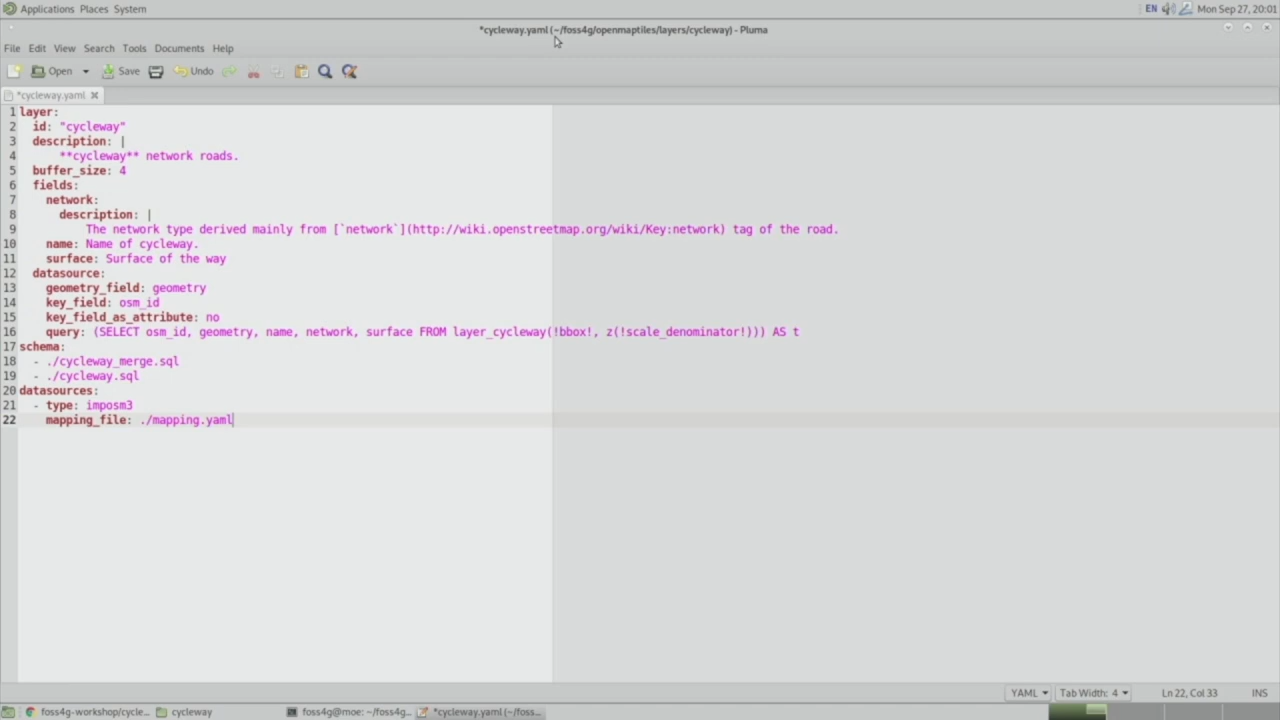 Applications Places System
EN Mon Sep 27, 20:01
*cycleway.yaml (~/foss4g/openmaptiles/layers/cycleway) - Pluma
File Edit View Search Tools Documents Help
Open Save Undo
*cycleway.yaml
1 layer:
2 id: "cycleway"
3 description: |
4 **cycleway** network roads.
5 buffer_size: 4
6 fields:
7 network:
8 description: |
9 The network type derived mainly from [`network`](http://wiki.openstreetmap.org/wiki/Key:network) tag of the road.
10 name: Name of cycleway.
11 surface: Surface of the way
12 datasource:
13 geometry_field: geometry
14 key_field: osm_id
15 key_field_as_attribute: no
16 query: (SELECT osm_id, geometry, name, network, surface FROM layer_cycleway(!bbox!, z(!scale_denominator!))) AS t
17 schema:
18 - ./cycleway_merge.sql
19 - ./cycleway.sql
20 datasources:
21 - type: imposm3
22 mapping_file: ./mapping.yaml
YAML Tab Width: 4 Ln 22, Col 33 INS
foss4g-workshop/cycle... cycleway foss4g@moe: ~/foss4g... *cycleway.yaml (~/foss...